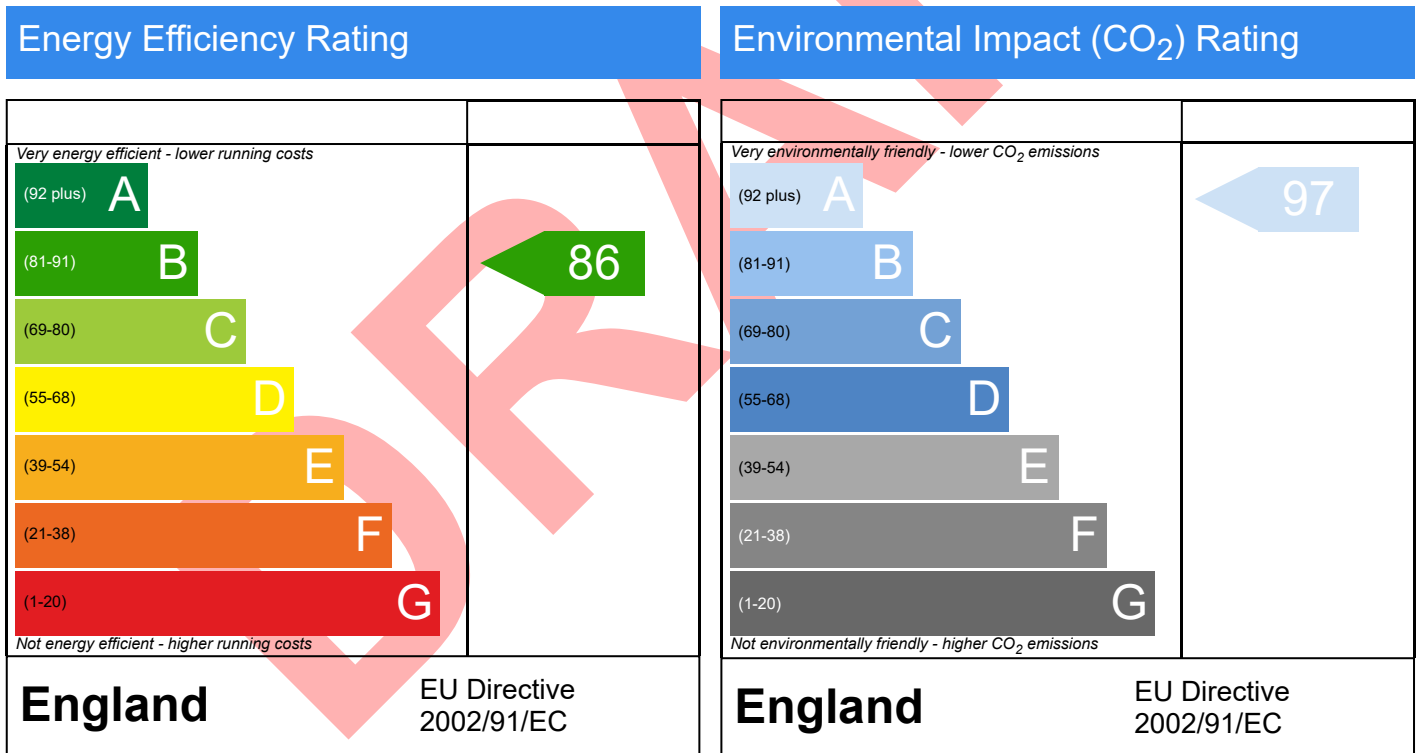 Energy Efficiency Rating
Very energy efficient - lower running costs
(92 plus) A
(81-91) B
86
(69-80) C
(55-68) D
(39-54) E
(21-38) F
(1-20) G
Not energy efficient - higher running costs
England
EU Directive
2002/91/EC
Environmental Impact (CO₂) Rating
Very environmentally friendly - lower CO₂ emissions
(92 plus) A
97
(81-91) B
(69-80) C
(55-68) D
(39-54) E
(21-38) F
(1-20) G
Not environmentally friendly - higher CO₂ emissions
England
EU Directive
2002/91/EC
DRA